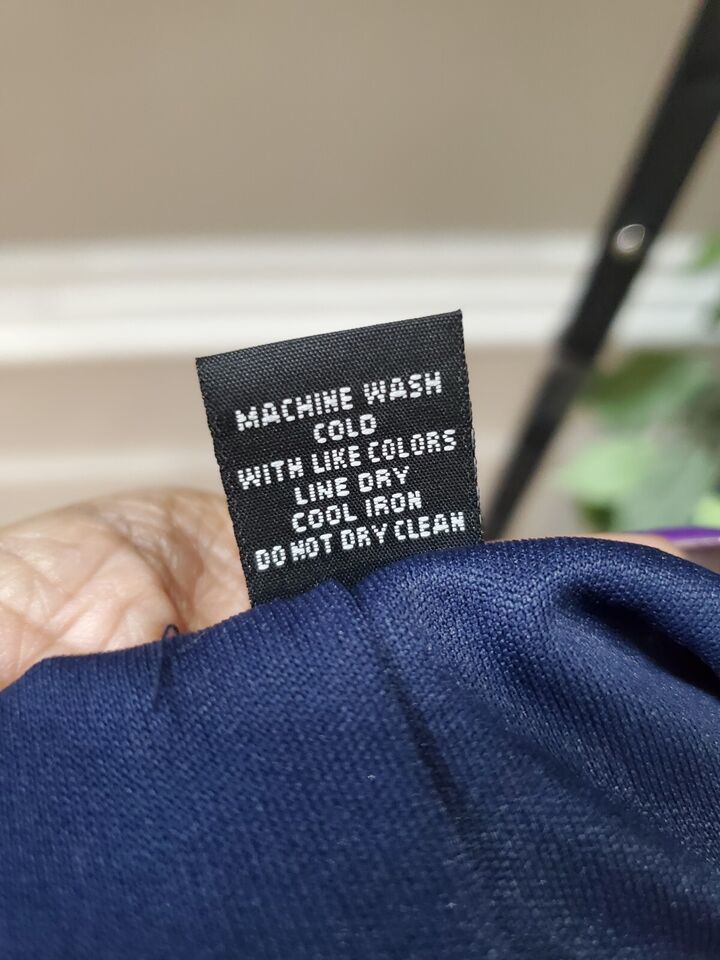 MACHINE WASH
COLD
WITH LIKE COLORS
LINE DRY
COOL IRON
DO NOT DRY CLEAN